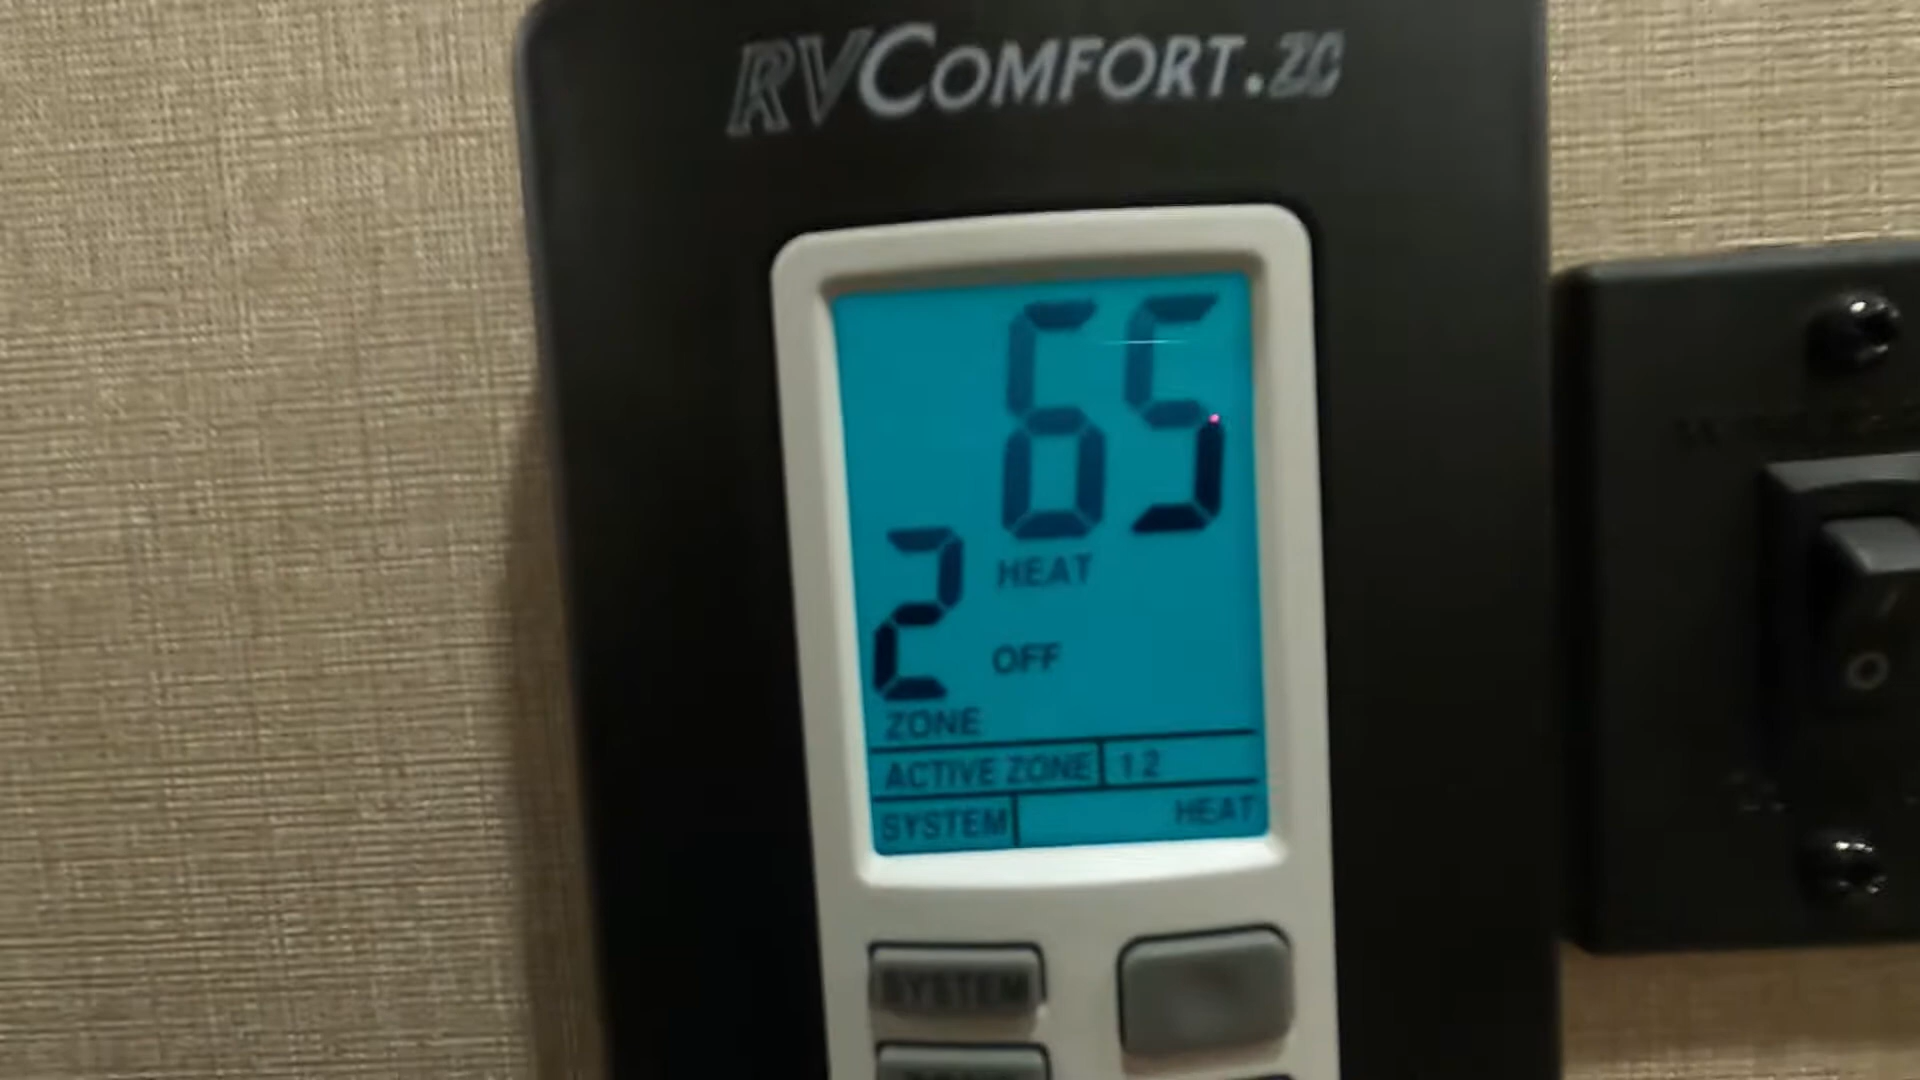 RVCOMFORT.ZC
65
HEAT
2
OFF
ZONE
ACTIVE ZONE 1 2
SYSTEM HEAT
SYSTEM
O